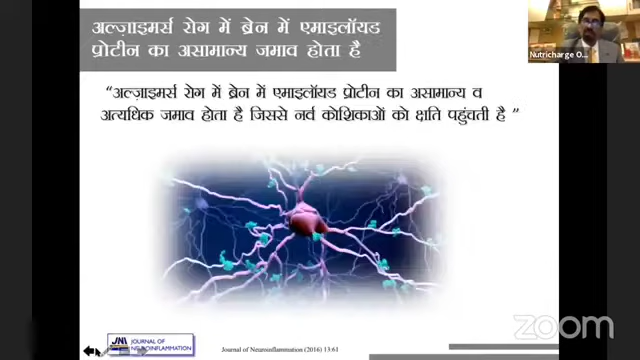 अल्ज़ाइमर्स रोग में ब्रेन में एमाइलॉयड
प्रोटीन का असामान्य जमाव होता है
Nutricharge O...
“अल्ज़ाइमर्स रोग में ब्रेन में एमाइलॉयड प्रोटीन का असामान्य व
अत्यधिक जमाव होता है जिससे नर्व कोशिकाओं को क्षति पहुंचती है ”
JNI
JOURNAL OF
NEUROINFLAMMATION
Journal of Neuroinflammation (2016) 13:61
zoom